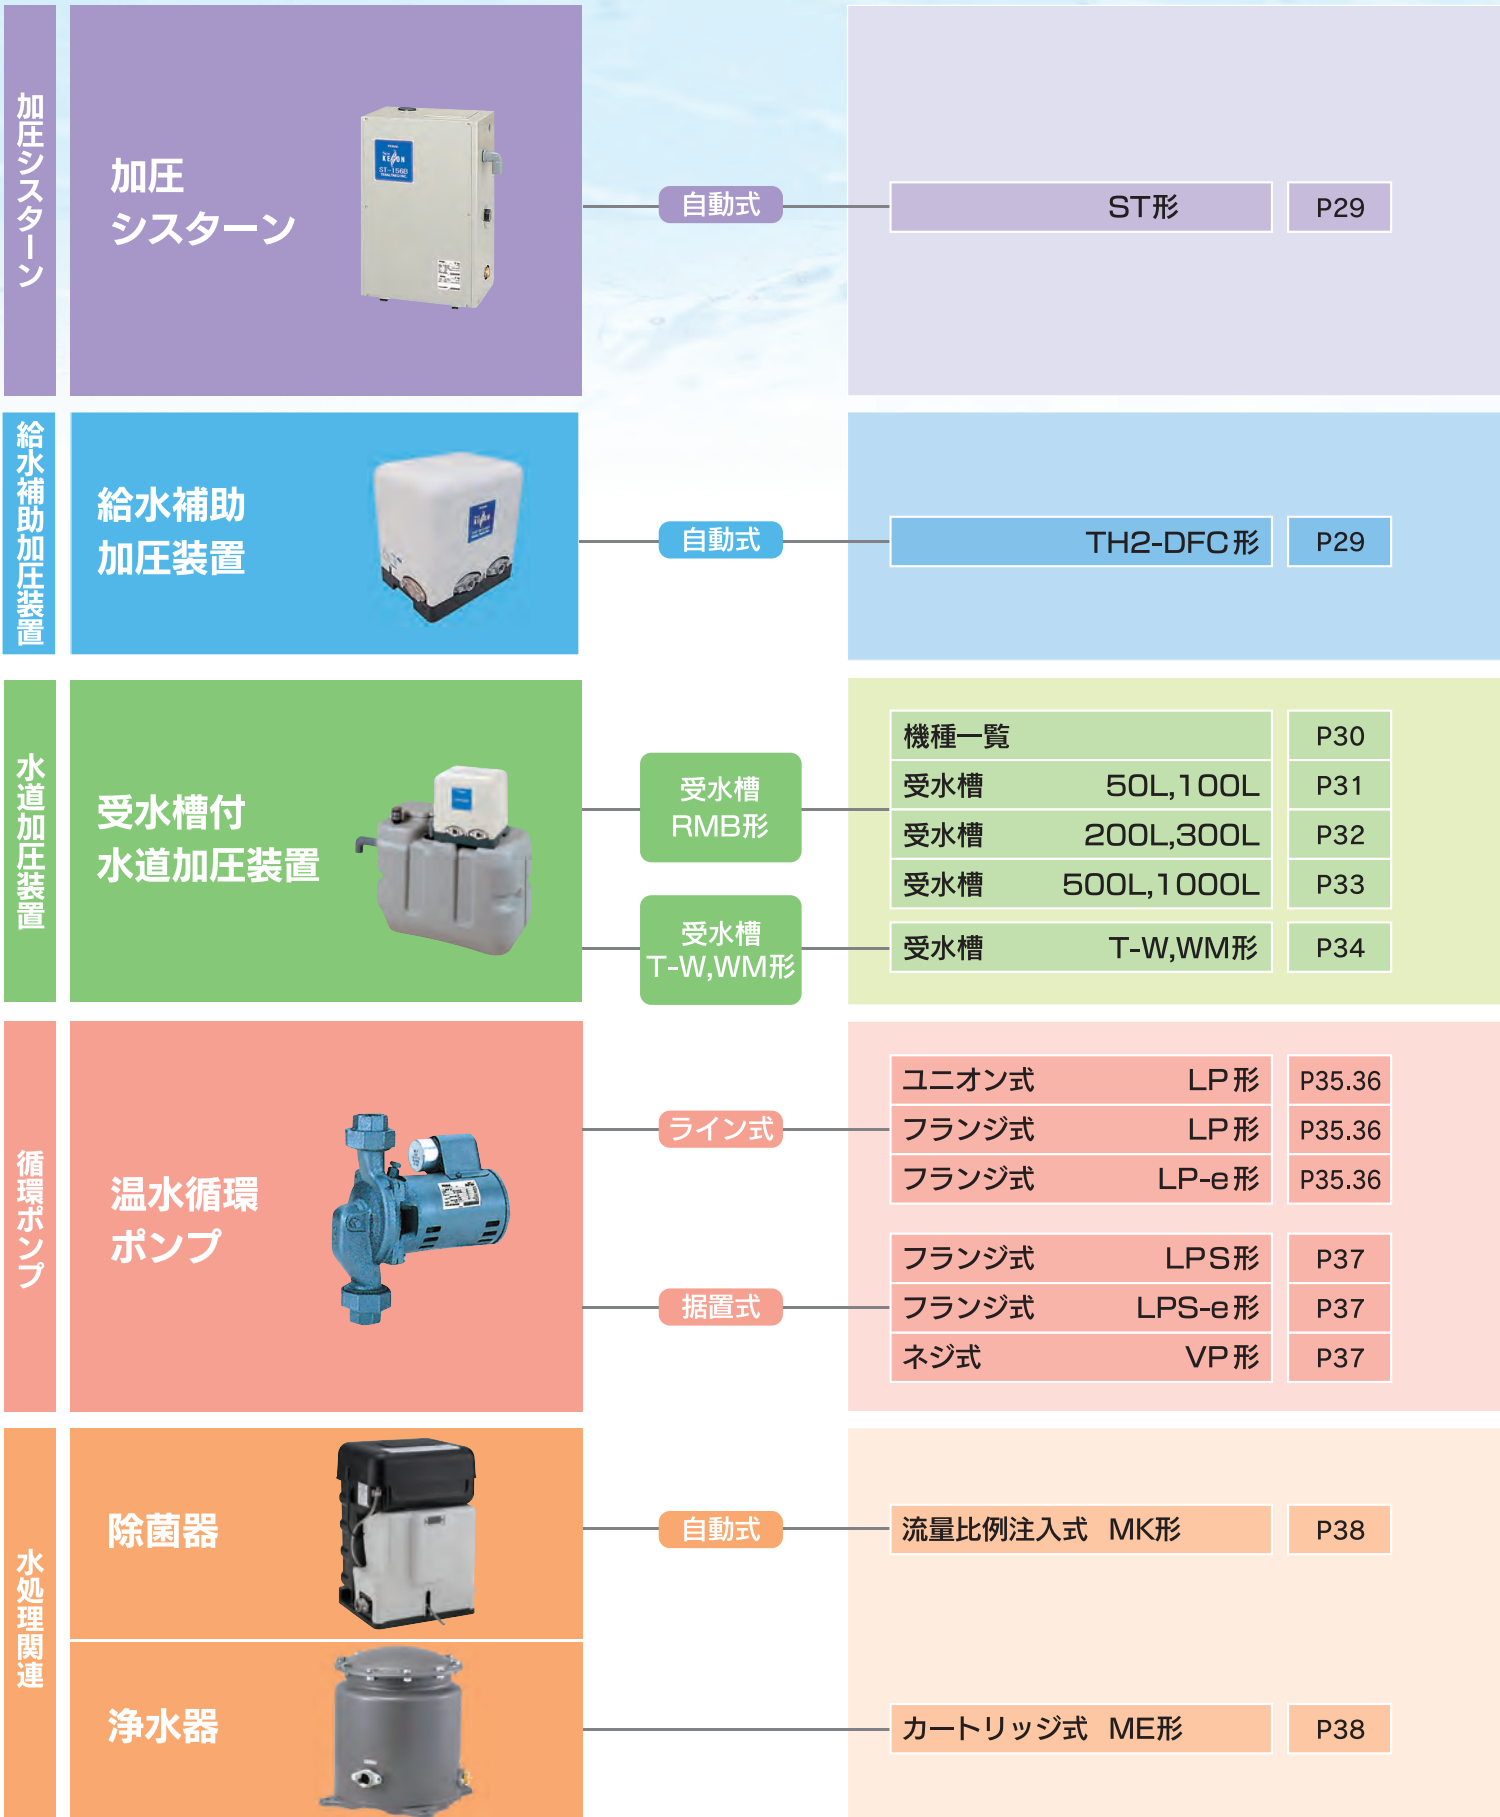 加圧シスターン
加圧
シスターン
KEGON
ST-156B
自動式
ST形 P29
給水補助加圧装置
給水補助
加圧装置
自動式
TH2-DFC形 P29
水道加圧装置
受水槽付
水道加圧装置
受水槽
RMB形
機種一覧 P30
受水槽 50L,100L P31
受水槽 200L,300L P32
受水槽 500L,1000L P33
受水槽
T-W,WM形
受水槽 T-W,WM形 P34
循環ポンプ
温水循環
ポンプ
ライン式
ユニオン式 LP形 P35.36
フランジ式 LP形 P35.36
フランジ式 LP-e形 P35.36
据置式
フランジ式 LPS形 P37
フランジ式 LPS-e形 P37
ネジ式 VP形 P37
水処理関連
除菌器
自動式
流量比例注入式 MK形 P38
浄水器
カートリッジ式 ME形 P38